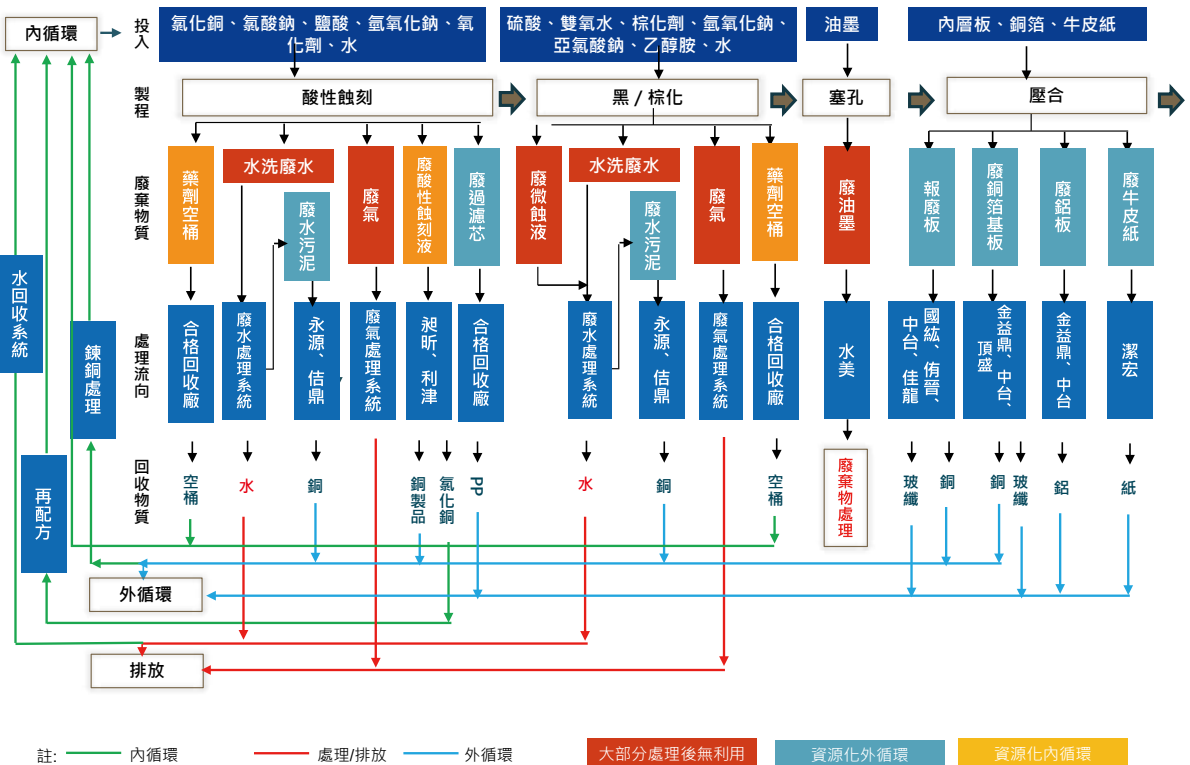 內循環
投入
氯化銅、氯酸鈉、鹽酸、氫氧化鈉、氧
化劑、水
硫酸、雙氧水、棕化劑、氫氧化鈉、
亞氯酸鈉、乙醇胺、水
油墨
內層板、銅箔、牛皮紙
製程
酸性蝕刻
黑 / 棕化
塞孔
壓合
廢棄物質
藥劑空桶
水洗廢水
廢水污泥
廢氣
廢酸性蝕刻液
廢過濾芯
廢微蝕液
水洗廢水
廢水污泥
廢氣
藥劑空桶
廢油墨
報廢板
廢銅箔基板
廢鋁板
廢牛皮紙
水回收系統
鍊銅處理
再配方
處理流向
合格回收廠
廢水處理系統
永源、佶鼎
廢氣處理系統
昶昕、利津
合格回收廠
廢水處理系統
永源、佶鼎
廢氣處理系統
合格回收廠
水美
國紘、侑晉、
中台、佳龍
金益鼎、中台、
頂盛
金益鼎、中台
潔宏
回收物質
空桶
水
銅
銅製品
氯化銅
PP
水
銅
空桶
廢棄物處理
玻纖
銅
銅
玻纖
鋁
紙
外循環
排放
註:
內循環
處理/排放
外循環
大部分處理後無利用
資源化外循環
資源化內循環